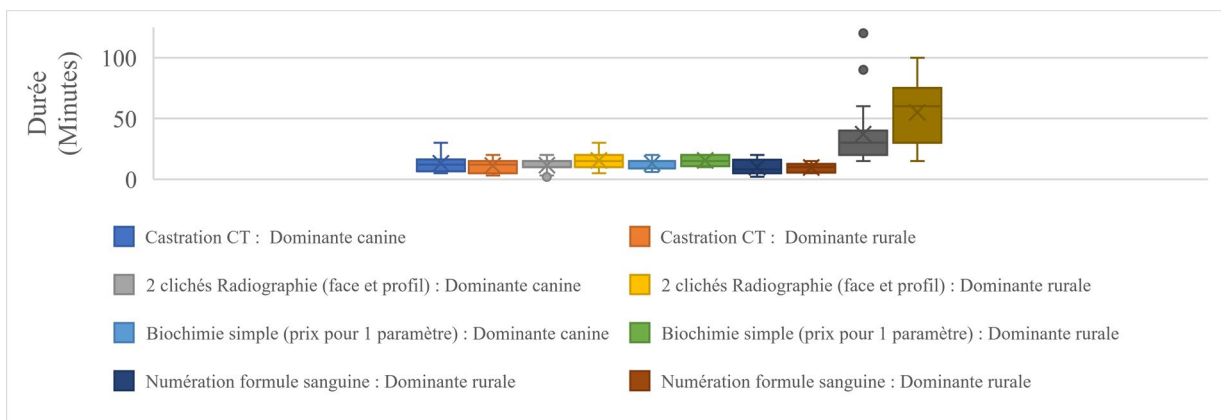 Durée
(Minutes)
100
50
0
Castration CT : Dominante canine
Castration CT : Dominante rurale
2 clichés Radiographie (face et profil) : Dominante canine
2 clichés Radiographie (face et profil) : Dominante rurale
Biochimie simple (prix pour 1 paramètre) : Dominante canine
Biochimie simple (prix pour 1 paramètre) : Dominante rurale
Numération formule sanguine : Dominante rurale
Numération formule sanguine : Dominante rurale